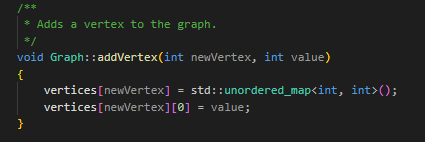 /**
 * Adds a vertex to the graph.
 */
void Graph::addVertex(int newVertex, int value)
{
    vertices[newVertex] = std::unordered_map<int, int>();
    vertices[newVertex][0] = value;
}